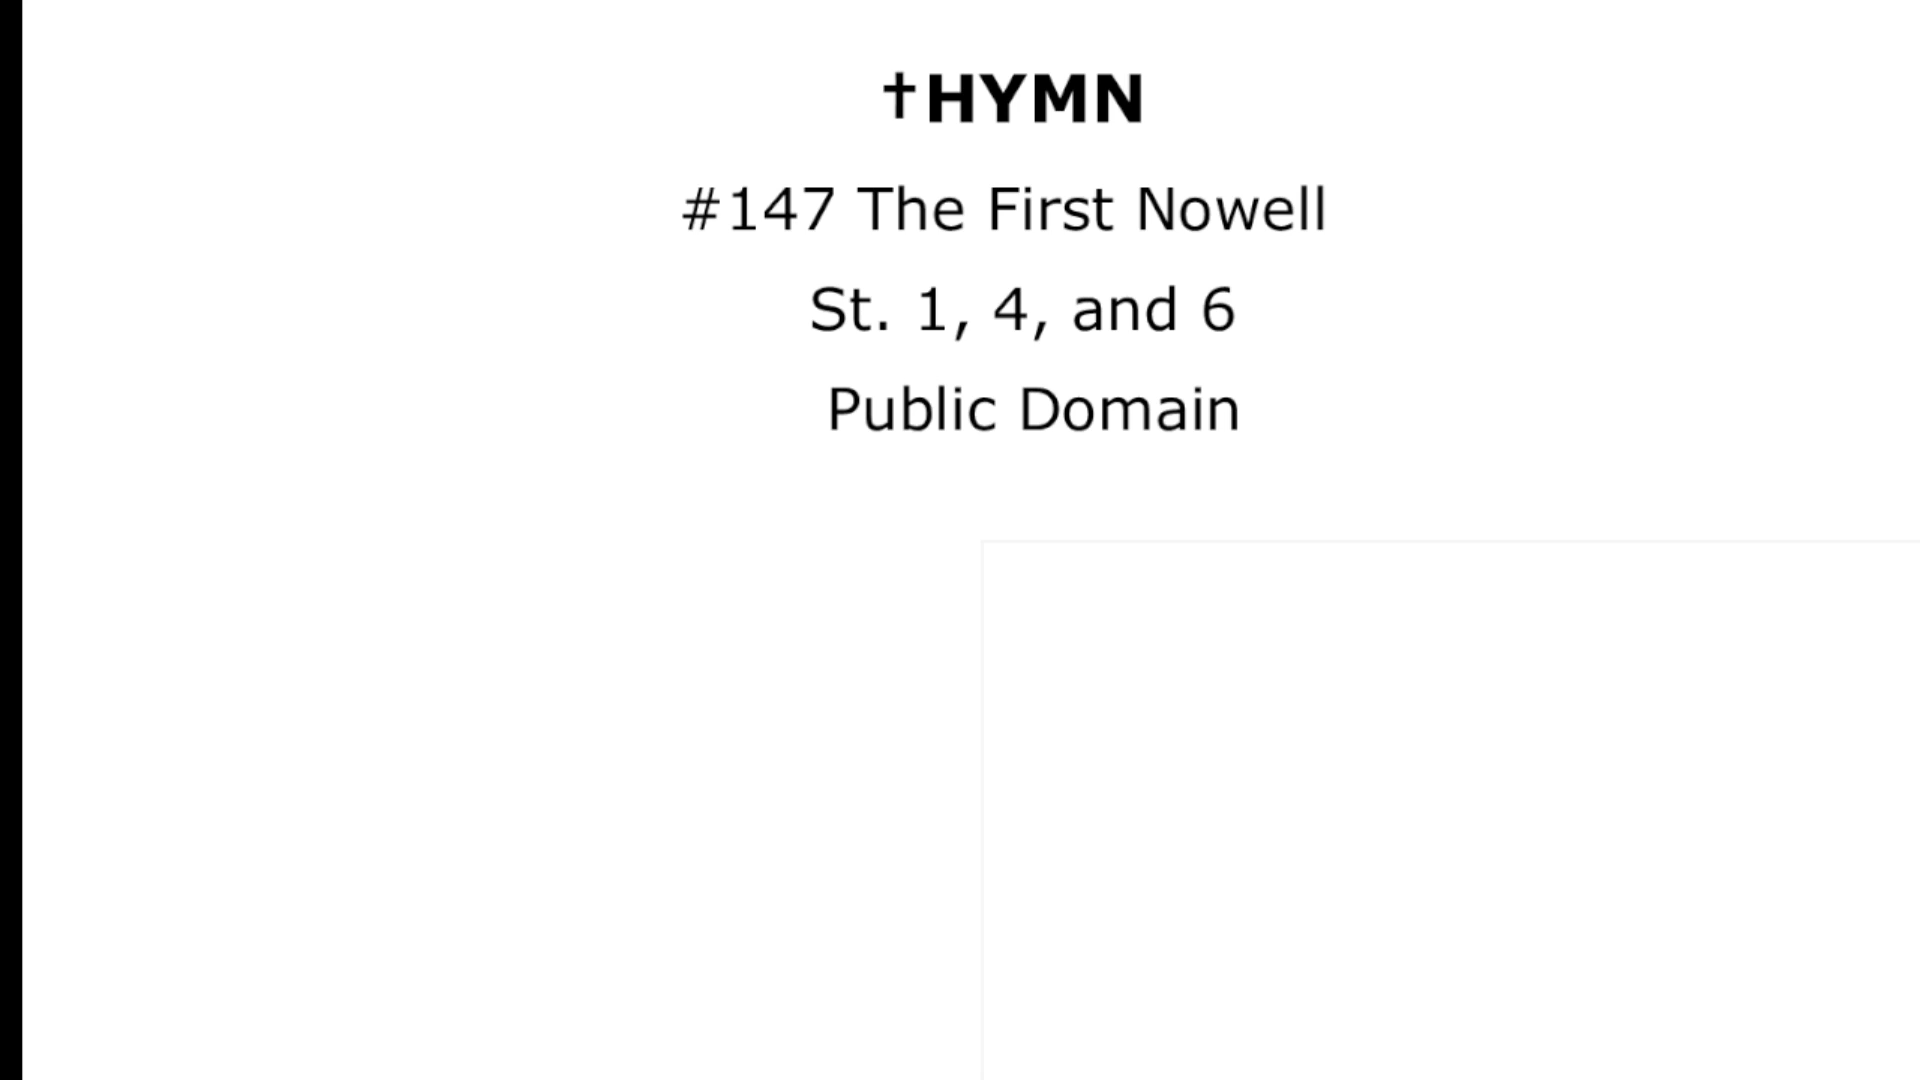 ✝HYMN
#147 The First Nowell
St. 1, 4, and 6
Public Domain